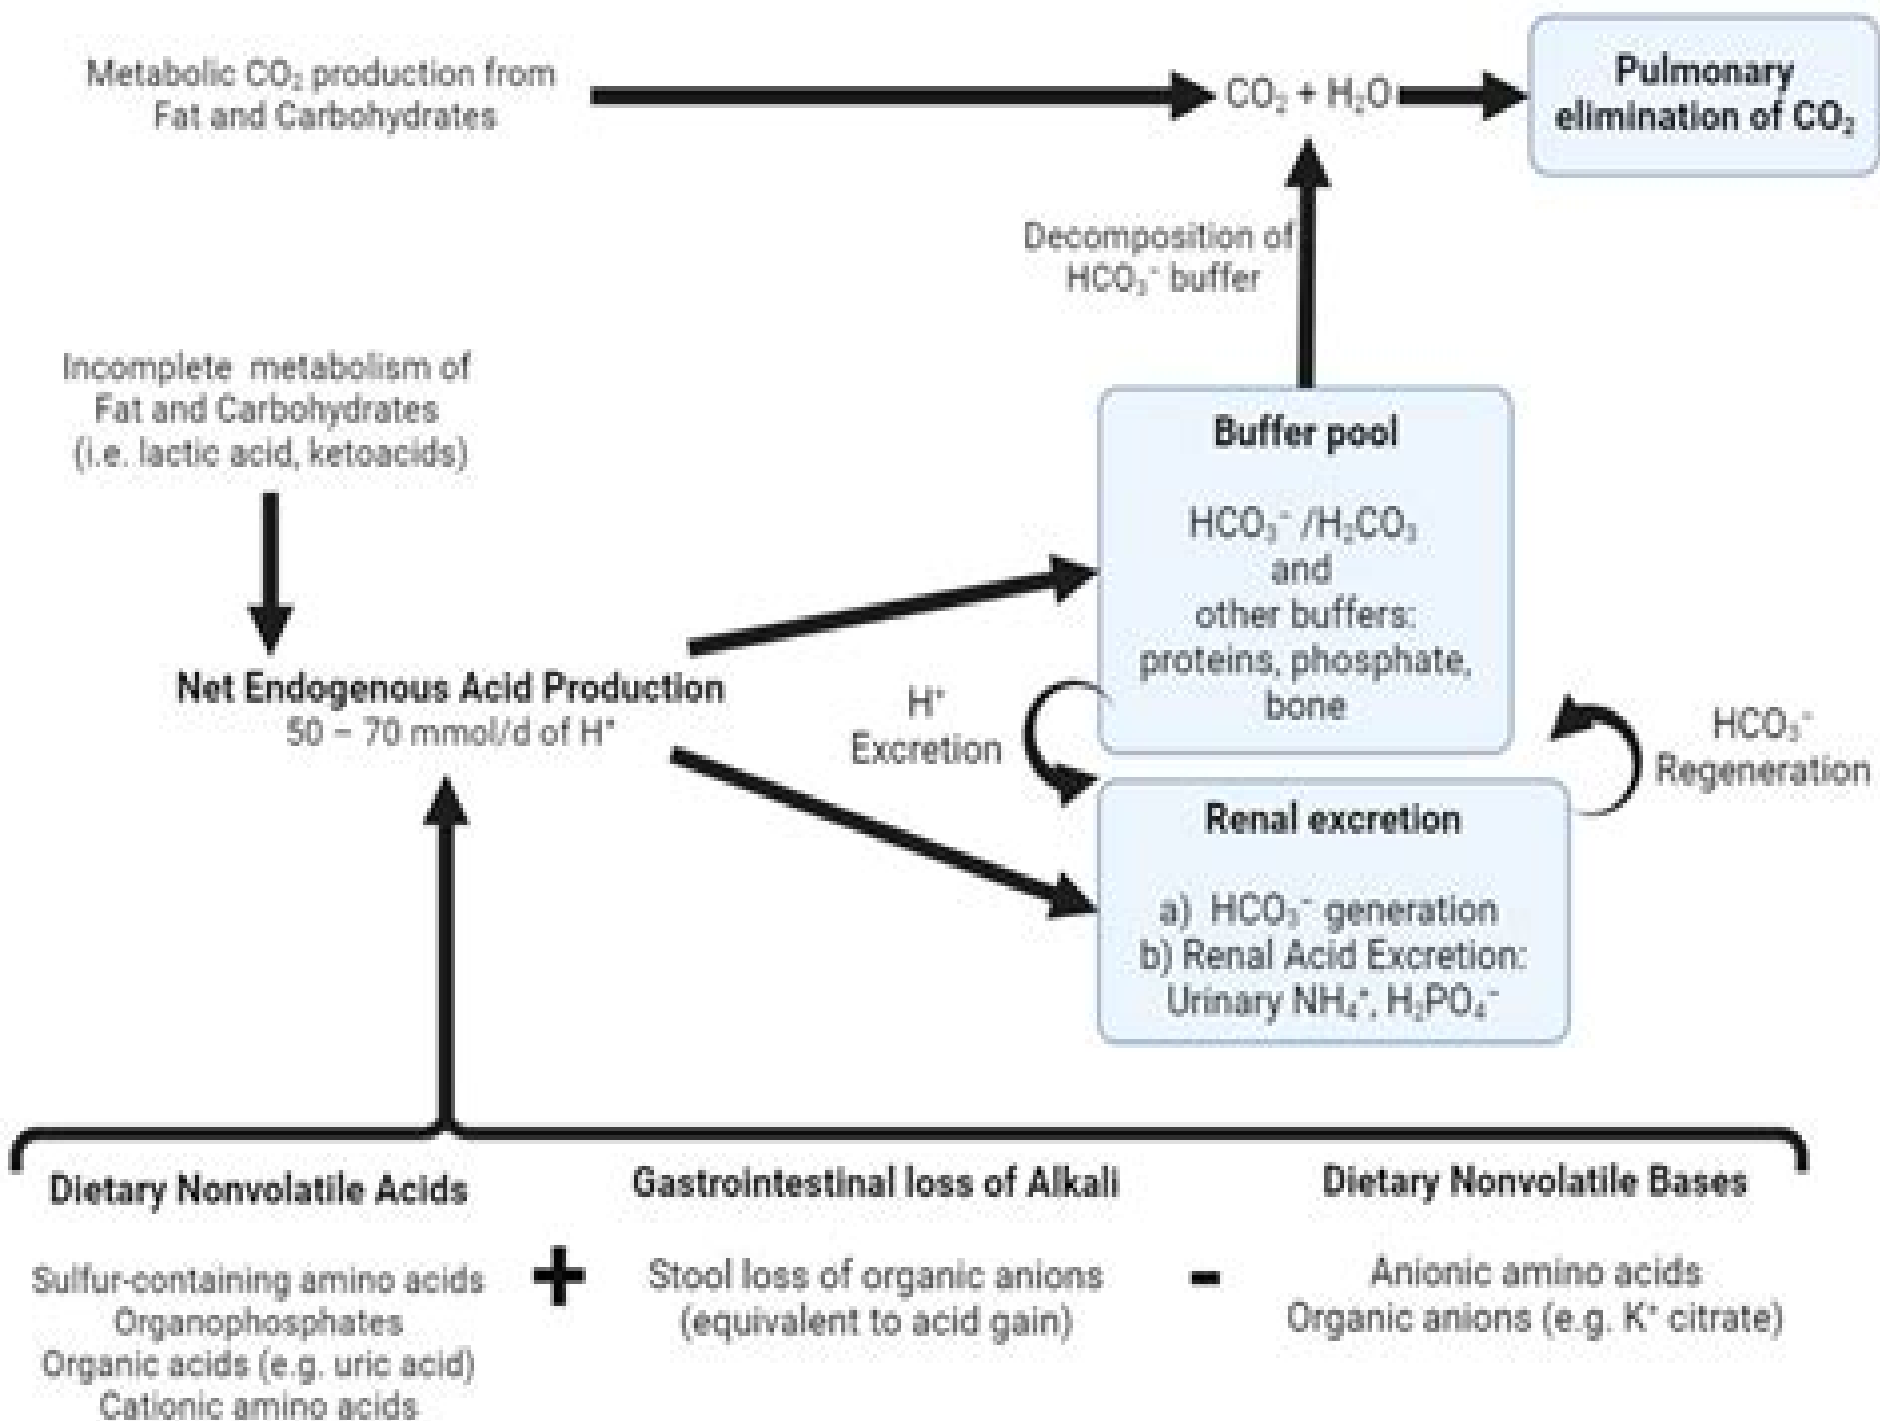 Metabolic CO₂ production from
Fat and Carbohydrates
CO₂ + H₂O
Pulmonary
elimination of CO₂
Decomposition of
HCO₃⁻ buffer
Incomplete metabolism of
Fat and Carbohydrates
(i.e. lactic acid, ketoacids)
Buffer pool
HCO₃⁻ /H₂CO₃
and
other buffers:
proteins, phosphate,
bone
Net Endogenous Acid Production
50 – 70 mmol/d of H⁺
H⁺
Excretion
HCO₃⁻
Regeneration
Renal excretion
a) HCO₃⁻ generation
b) Renal Acid Excretion:
Urinary NH₄⁺, H₂PO₄⁻
Dietary Nonvolatile Acids
Sulfur-containing amino acids
Organophosphates
Organic acids (e.g. uric acid)
Cationic amino acids
+
Gastrointestinal loss of Alkali
Stool loss of organic anions
(equivalent to acid gain)
-
Dietary Nonvolatile Bases
Anionic amino acids
Organic anions (e.g. K⁺ citrate)